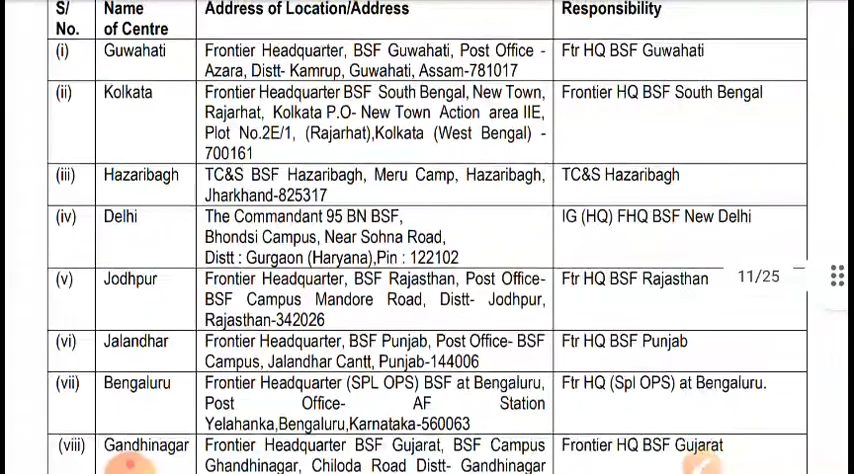 S/ Name Address of Location/Address Responsibility
No. of Centre
(i) Guwahati Frontier Headquarter, BSF Guwahati, Post Office - Ftr HQ BSF Guwahati
Azara, Distt- Kamrup, Guwahati, Assam-781017
(ii) Kolkata Frontier Headquarter BSF South Bengal, New Town, Frontier HQ BSF South Bengal
Rajarhat, Kolkata P.O- New Town Action area IIE,
Plot No.2E/1, (Rajarhat),Kolkata (West Bengal) -
700161
(iii) Hazaribagh TC&S BSF Hazaribagh, Meru Camp, Hazaribagh, TC&S Hazaribagh
Jharkhand-825317
(iv) Delhi The Commandant 95 BN BSF, IG (HQ) FHQ BSF New Delhi
Bhondsi Campus, Near Sohna Road,
Distt : Gurgaon (Haryana),Pin : 122102
(v) Jodhpur Frontier Headquarter, BSF Rajasthan, Post Office- Ftr HQ BSF Rajasthan 11/25
BSF Campus Mandore Road, Distt- Jodhpur,
Rajasthan-342026
(vi) Jalandhar Frontier Headquarter, BSF Punjab, Post Office- BSF Ftr HQ BSF Punjab
Campus, Jalandhar Cantt, Punjab-144006
(vii) Bengaluru Frontier Headquarter (SPL OPS) BSF at Bengaluru, Ftr HQ (Spl OPS) at Bengaluru.
Post Office- AF Station
Yelahanka,Bengaluru,Karnataka-560063
(viii) Gandhinagar Frontier Headquarter BSF Gujarat, BSF Campus Frontier HQ BSF Gujarat
Ghandhinagar, Chiloda Road Distt- Gandhinagar